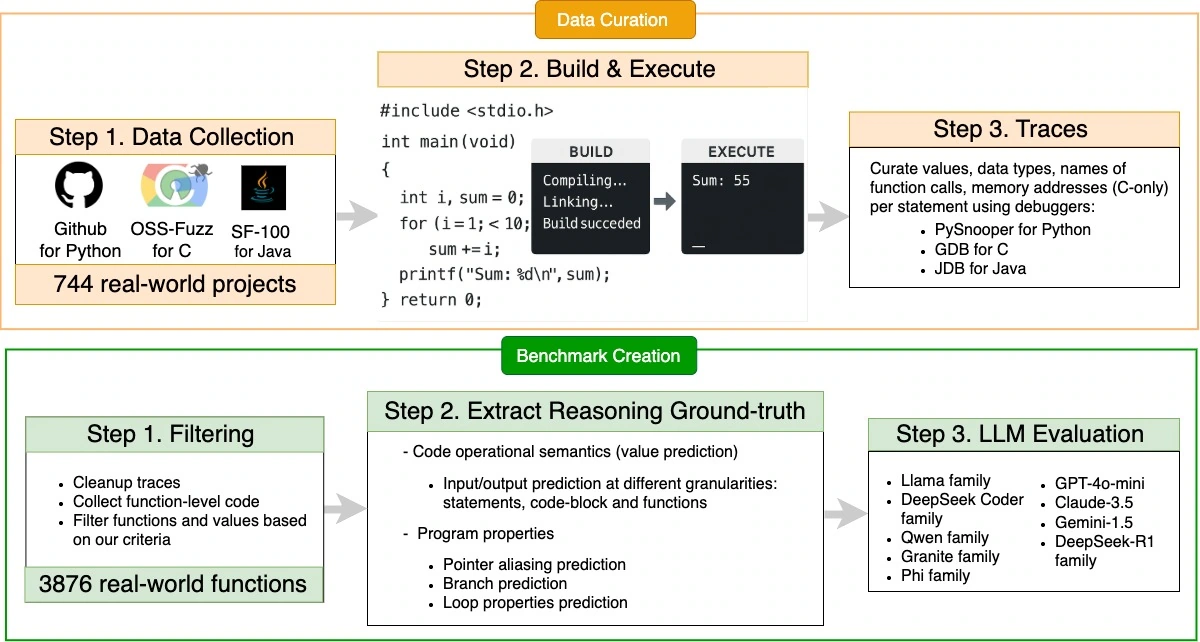 Data Curation
Step 1. Data Collection
Github
for Python
OSS-Fuzz
for C
SF-100
for Java
744 real-world projects
Step 2. Build & Execute
#include <stdio.h>
int main(void)
{
int i, sum = 0;
for (i = 1; < 10;
sum += i;
printf("Sum: %d\n", sum);
} return 0;
BUILD
Compiling...
Linking...
Build succeded
EXECUTE
Sum: 55
_
Step 3. Traces
Curate values, data types, names of
function calls, memory addresses (C-only)
per statement using debuggers:
• PySnooper for Python
• GDB for C
• JDB for Java
Benchmark Creation
Step 1. Filtering
• Cleanup traces
• Collect function-level code
• Filter functions and values based
on our criteria
3876 real-world functions
Step 2. Extract Reasoning Ground-truth
- Code operational semantics (value prediction)
• Input/output prediction at different granularities:
statements, code-block and functions
- Program properties
• Pointer aliasing prediction
• Branch prediction
• Loop properties prediction
Step 3. LLM Evaluation
• Llama family
• DeepSeek Coder
family
• Qwen family
• Granite family
• Phi family
• GPT-4o-mini
• Claude-3.5
• Gemini-1.5
• DeepSeek-R1
family